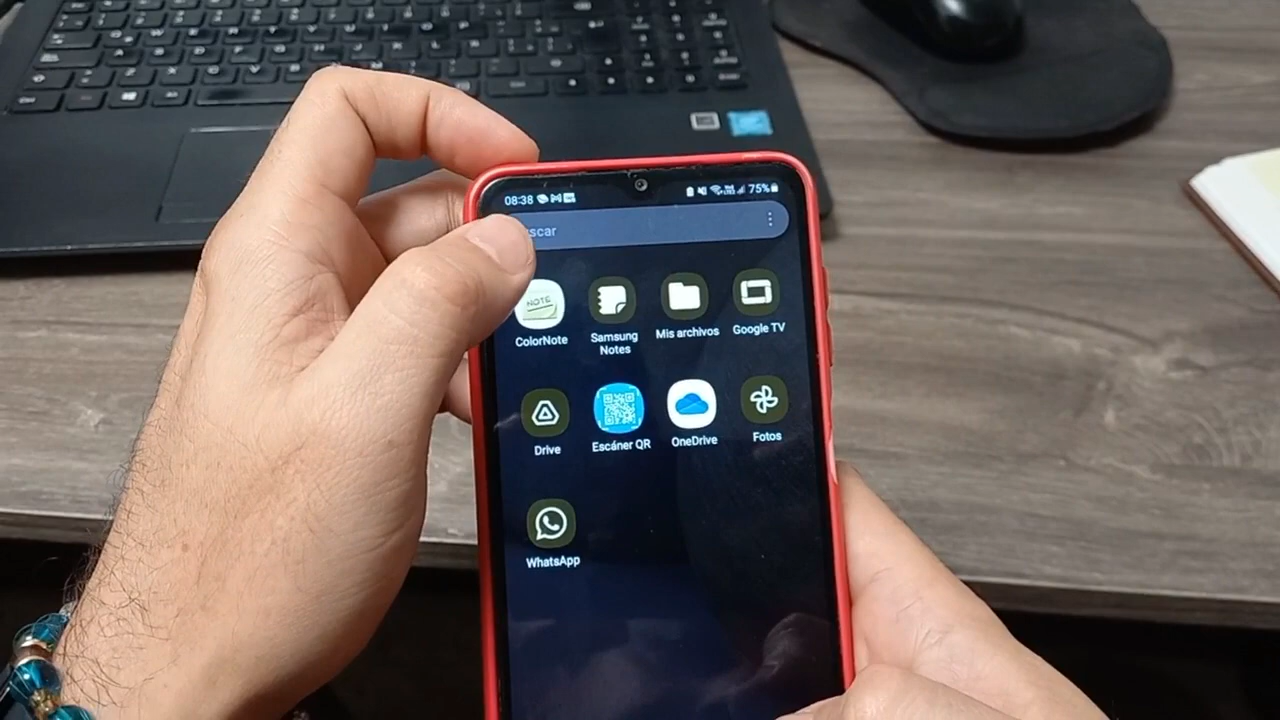 08:38
75%
scar
NOTE
ColorNote
Samsung
Notes
Mis archivos
Google TV
Drive
Escáner QR
OneDrive
Fotos
WhatsApp